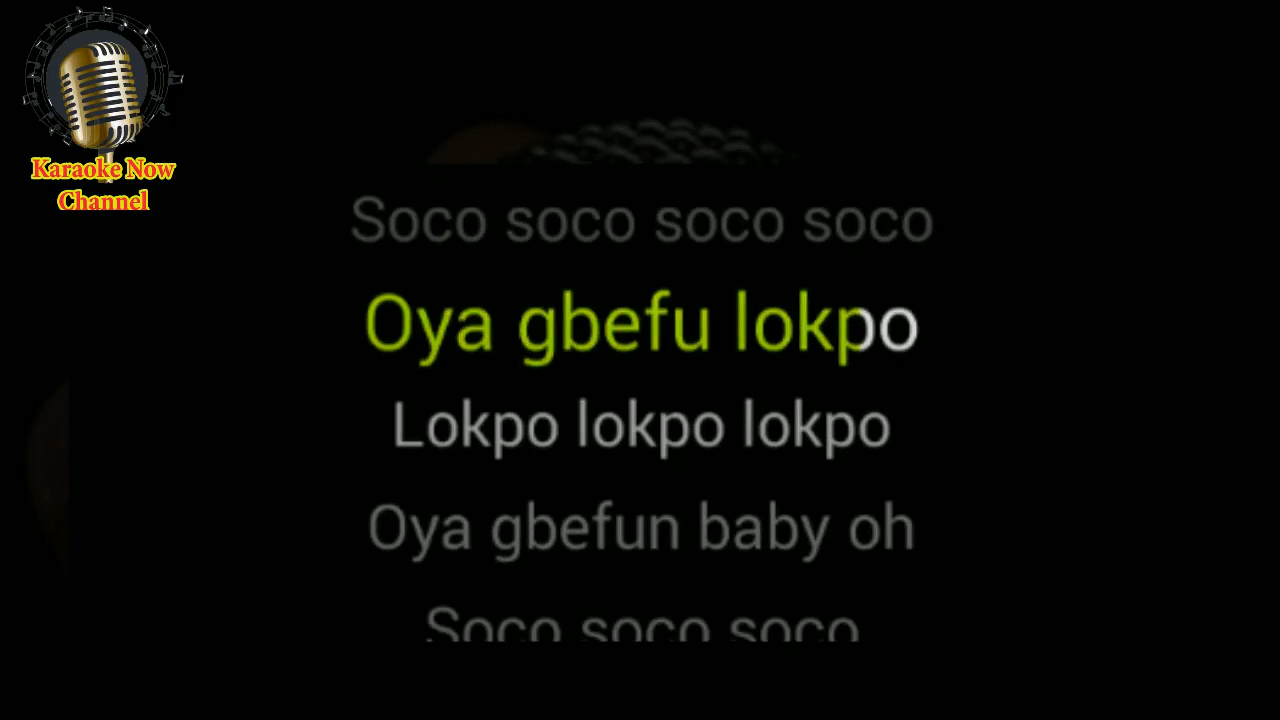 Karaoke Now
Channel
Soco soco soco soco
Oya gbefu lokpo
Lokpo lokpo lokpo
Oya gbefun baby oh
Soco soco soco